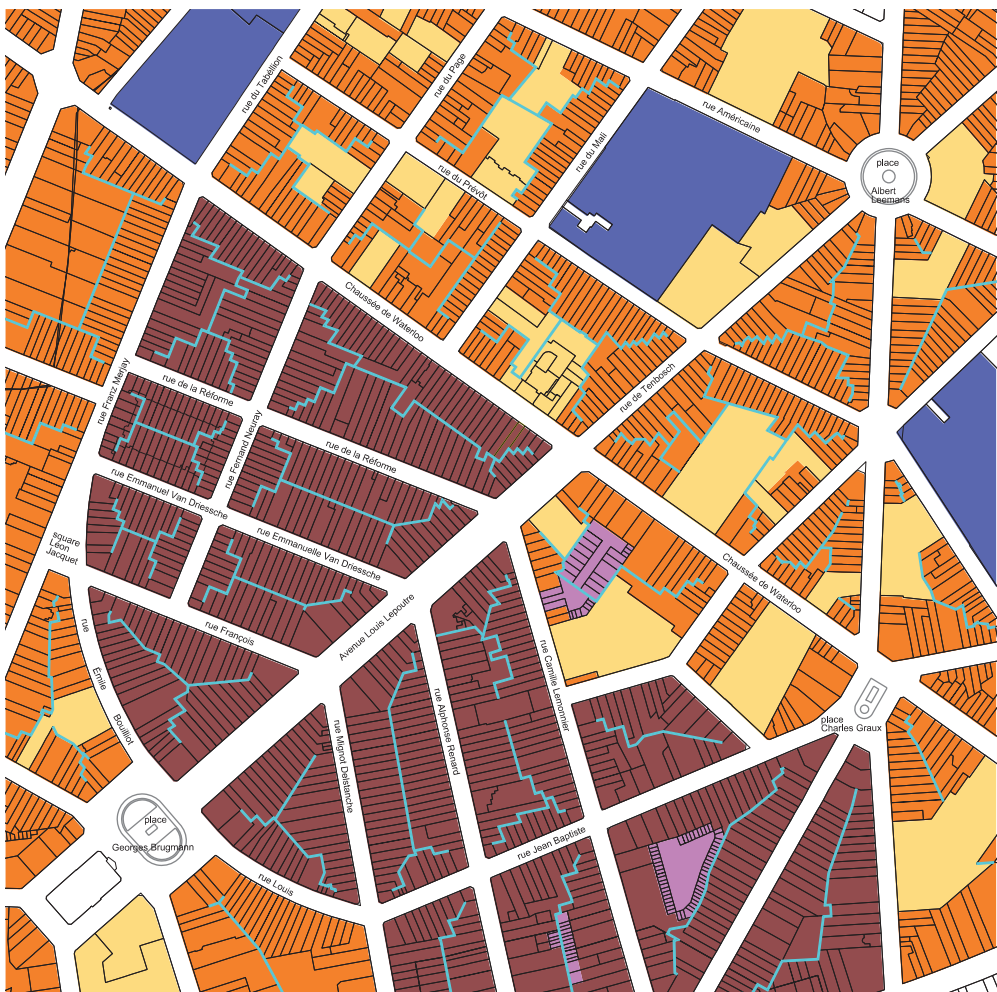 rue du Tabéllion
rue du Page
rue Américaine
rue du Mali
rue du Prévôt
place
Albert
Leemans
Chaussée de Waterloo
rue Franz Merjay
rue de la Réforme
rue Fernand Neuray
rue de Tenbosch
rue de la Réforme
rue Emmanuel Van Driessche
rue Emmanuelle Van Driessche
square
Léon
Jacquet
Chaussée de Waterloo
Avenue Louis Lepoutre
rue François
rue
Émile
Bouilliot
rue Camille Lemonnier
rue Alphonse Renard
rue Mignot Delstanche
place
Charles Graux
place
Georges Brugmann
rue Jean Baptiste
rue Louis